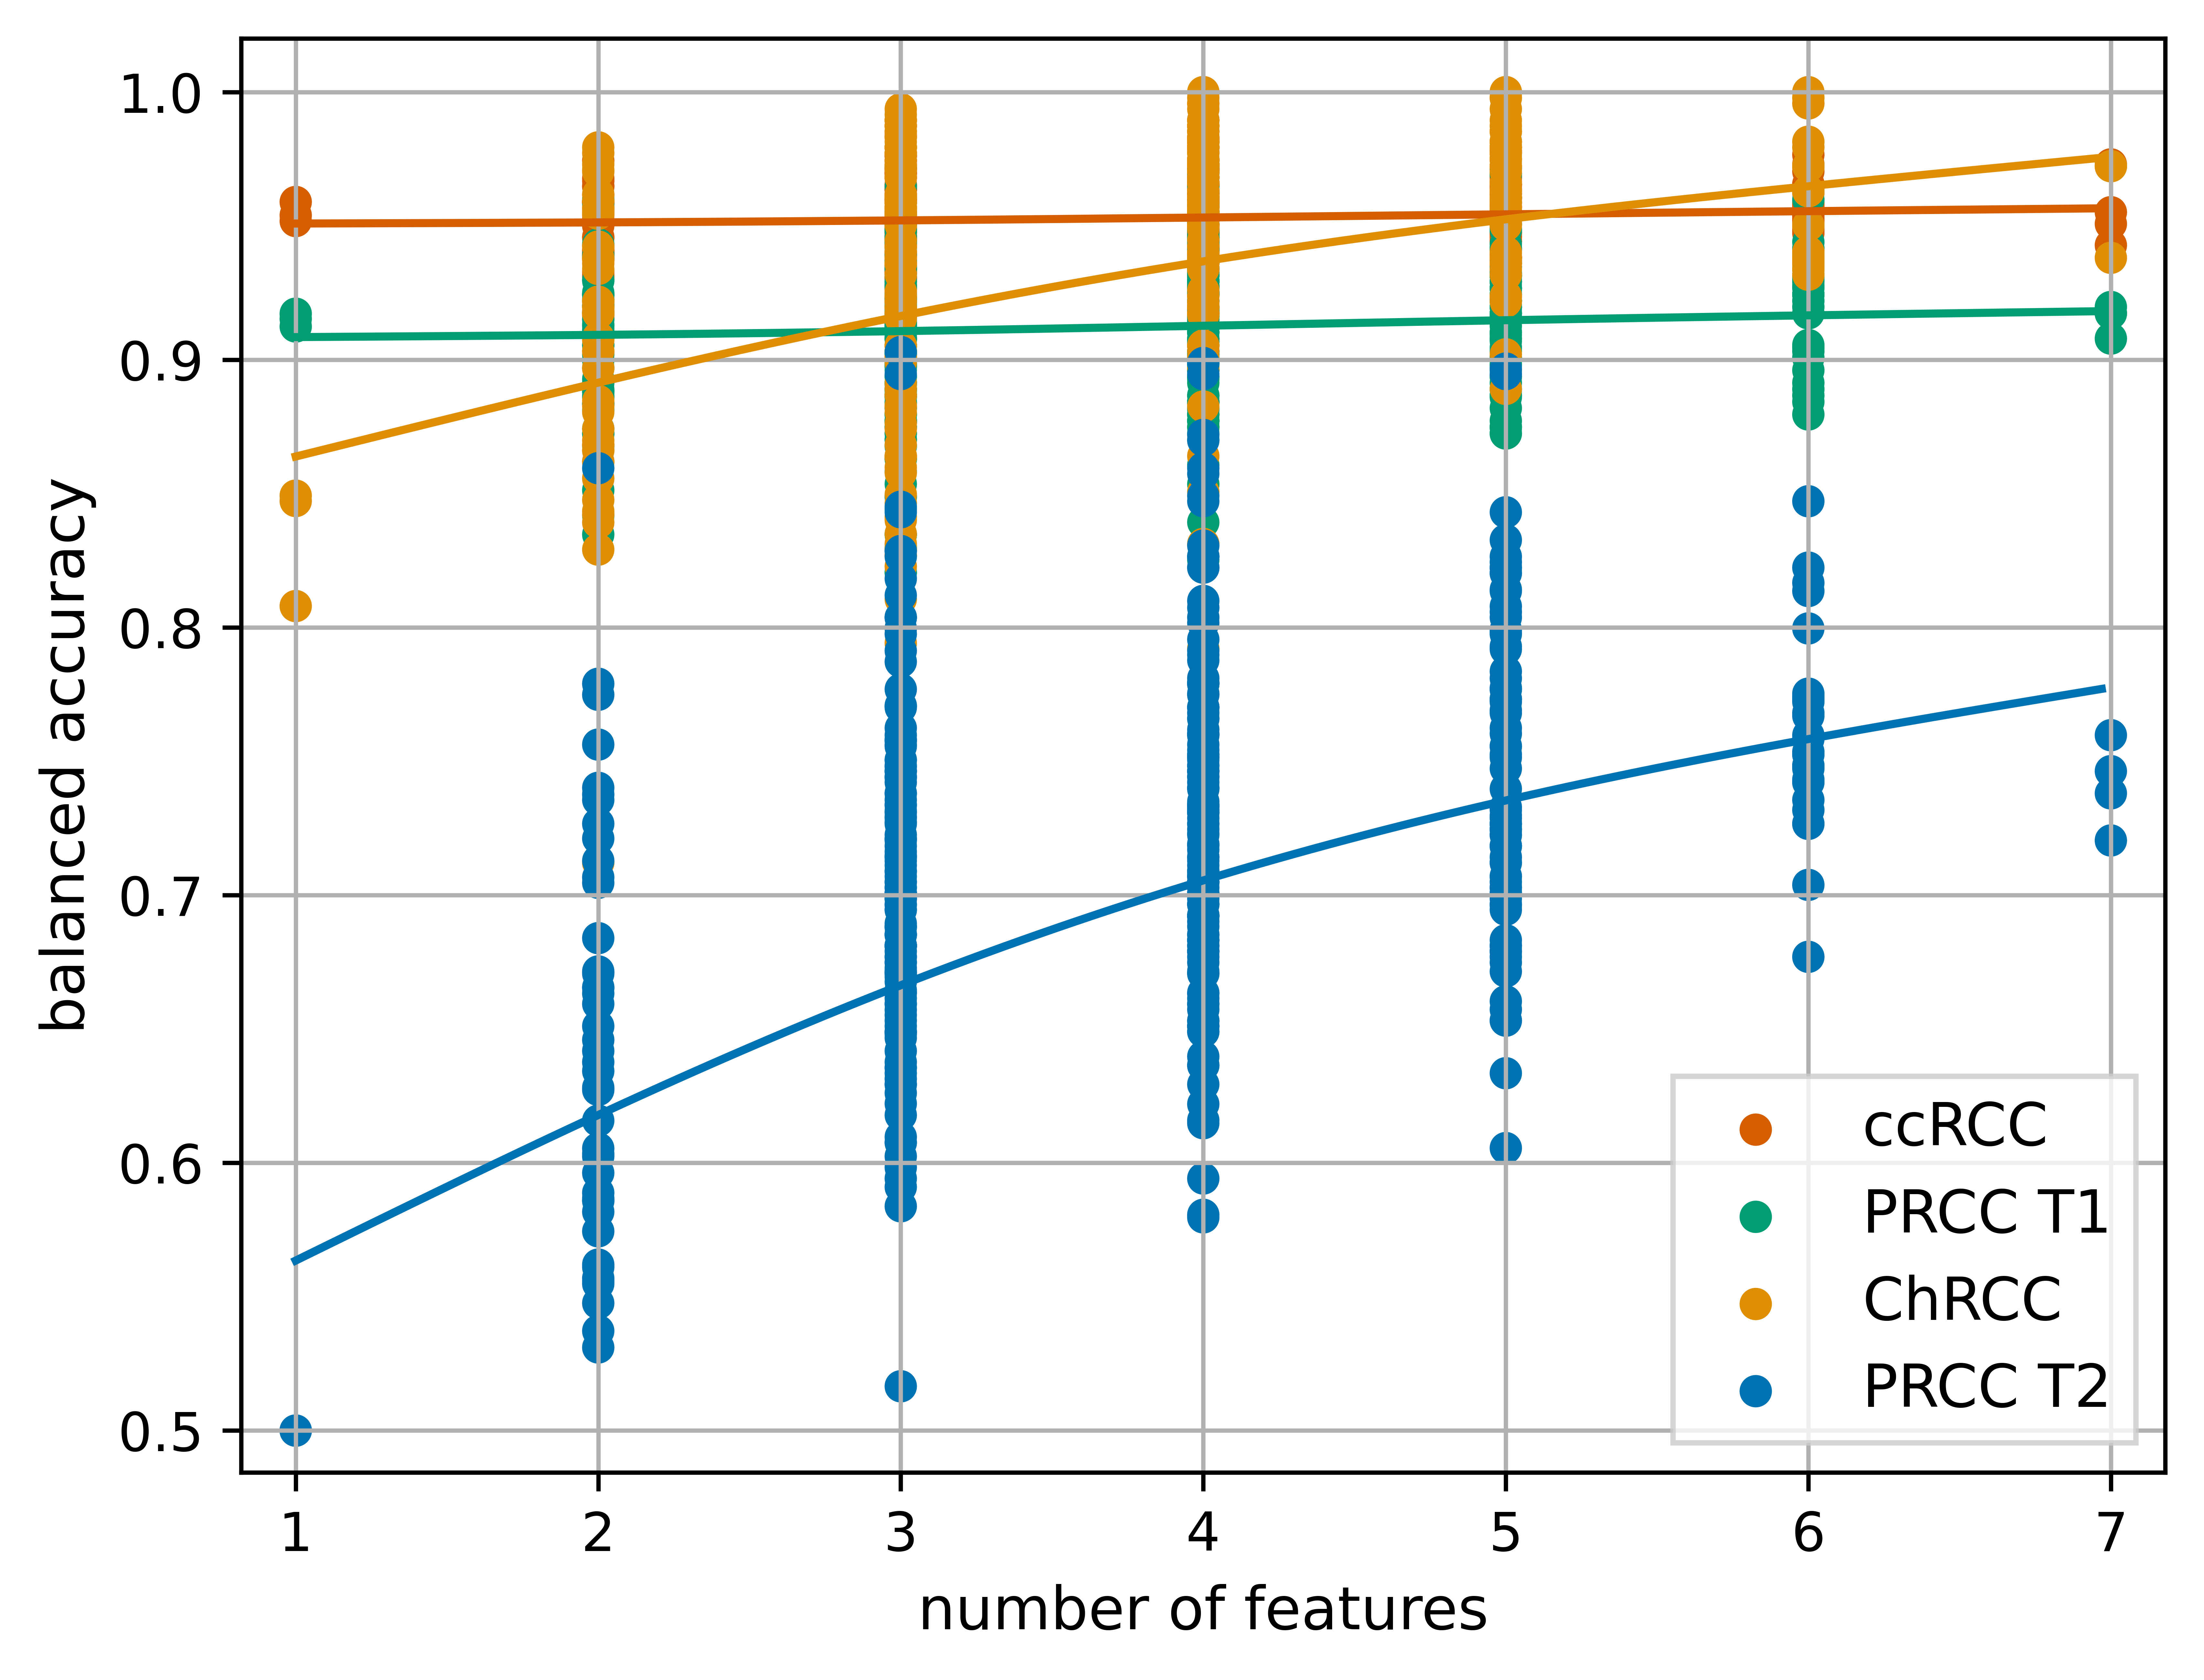 1.0
0.9
0.8
0.7
0.6
0.5
balanced accuracy
ccRCC
PRCC T1
ChRCC
PRCC T2
1 2 3 4 5 6 7
number of features